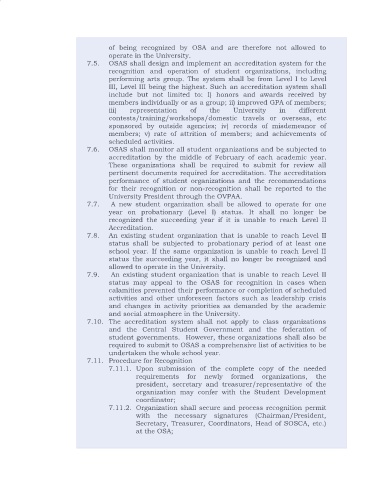 of being recognized by OSA and are therefore not allowed to
operate in the University.
7.5. OSAS shall design and implement an accreditation system for the
recognition and operation of student organizations, including
performing arts group. The system shall be from Level I to Level
III, Level III being the highest. Such an accreditation system shall
include but not limited to: i) honors and awards received by
members individually or as a group; ii) improved GPA of members;
iii) representation of the University in different
contests/training/workshops/domestic travels or overseas, etc
sponsored by outside agencies; iv) records of misdemeanor of
members; v) rate of attrition of members; and achievements of
scheduled activities.
7.6. OSAS shall monitor all student organizations and be subjected to
accreditation by the middle of February of each academic year.
These organizations shall be required to submit for review all
pertinent documents required for accreditation. The accreditation
performance of student organizations and the recommendations
for their recognition or non-recognition shall be reported to the
University President through the OVPAA.
7.7. A new student organization shall be allowed to operate for one
year on probationary (Level I) status. It shall no longer be
recognized the succeeding year if it is unable to reach Level II
Accreditation.
7.8. An existing student organization that is unable to reach Level II
status shall be subjected to probationary period of at least one
school year. If the same organization is unable to reach Level II
status the succeeding year, it shall no longer be recognized and
allowed to operate in the University.
7.9. An existing student organization that is unable to reach Level II
status may appeal to the OSAS for recognition in cases when
calamities prevented their performance or completion of scheduled
activities and other unforeseen factors such as leadership crisis
and changes in activity priorities as demanded by the academic
and social atmosphere in the University.
7.10. The accreditation system shall not apply to class organizations
and the Central Student Government and the federation of
student governments. However, these organizations shall also be
required to submit to OSAS a comprehensive list of activities to be
undertaken the whole school year.
7.11. Procedure for Recognition
7.11.1. Upon submission of the complete copy of the needed
requirements for newly formed organizations, the
president, secretary and treasurer/representative of the
organization may confer with the Student Development
coordinator;
7.11.2. Organization shall secure and process recognition permit
with the necessary signatures (Chairman/President,
Secretary, Treasurer, Coordinators, Head of SOSCA, etc.)
at the OSA;